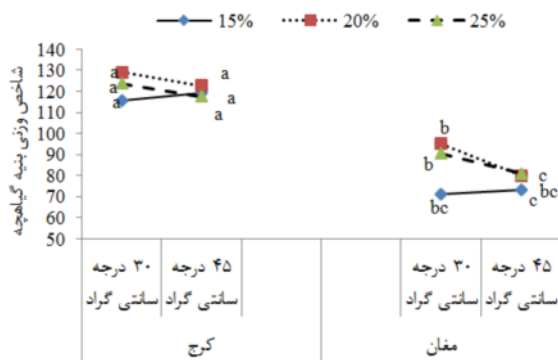 15% 20% 25%
شاخص وزنی بنیه گیاهچه
140
130
120
110
100
90
80
70
60
50
a a
a a
a a
b
b
bc
c
bc
c
۳۰ درجه ۴۵ درجه ۳۰ درجه ۴۵ درجه
سانتی گراد سانتی گراد سانتی گراد سانتی گراد
کرج مغان